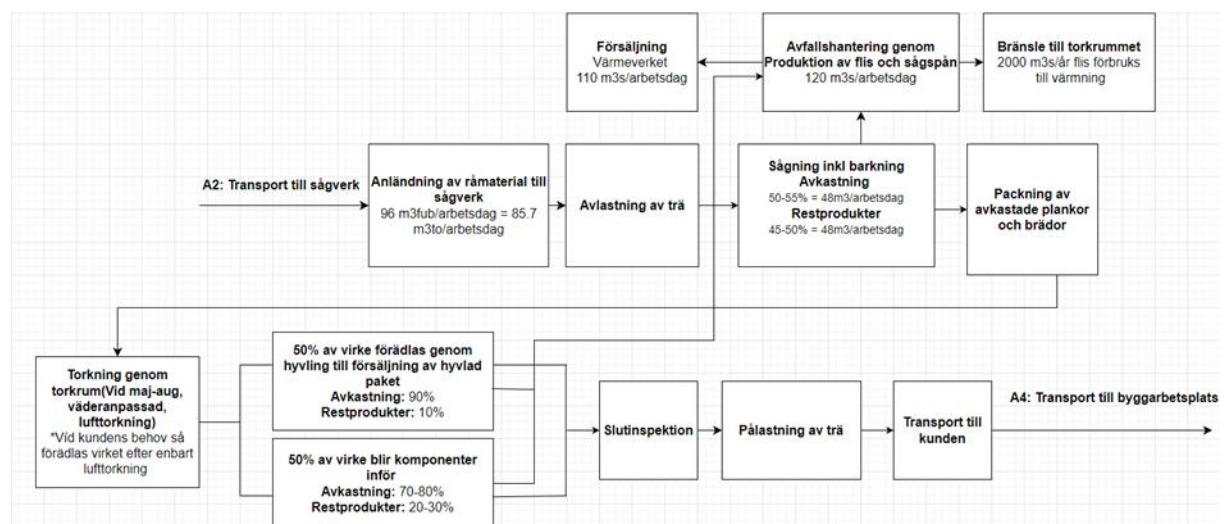 Försäljning
Värmeverket
110 m3s/arbetsdag
Avfallshantering genom
Produktion av flis och sågspån
120 m3s/arbetsdag
Bränsle till torkrummet
2000 m3s/år flis förbruks
till värmning
A2: Transport till sågverk
Anländning av råmaterial till
sågverk
96 m3fub/arbetsdag = 85.7
m3to/arbetsdag
Avlastning av trä
Sågning inkl barkning
Avkastning
50-55% = 48m3/arbetsdag
Restprodukter
45-50% = 48m3/arbetsdag
Packning av
avkastade plankor
och brädor
Torkning genom
torkrum(Vid maj-aug,
väderanpassad,
lufttorkning)
*Vid kundens behov så
förädlas virket efter enbart
lufttorkning
50% av virke förädlas genom
hyvling till försäljning av hyvlad
paket
Avkastning: 90%
Restprodukter: 10%
50% av virke blir komponenter
inför
Avkastning: 70-80%
Restprodukter: 20-30%
Slutinspektion
Pålastning av trä
Transport till
kunden
A4: Transport till byggarbetsplats